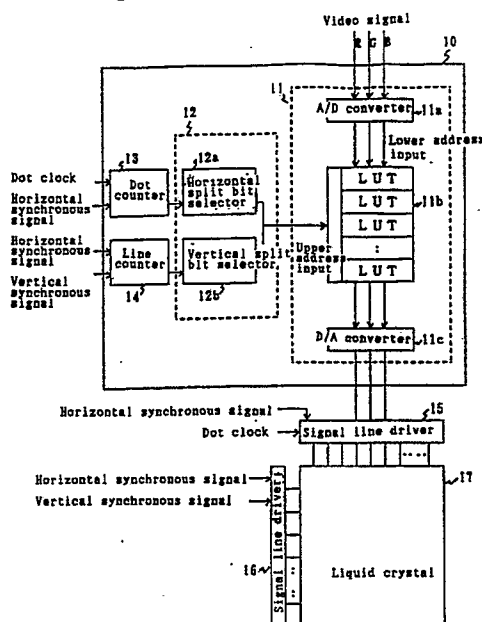 Video signal
R G B
10
11
A/D converter
11a
12
Lower address
input
13
12a
Dot clock
Dot
counter
Horizontal
split bit
selector
LUT
11b
Horizontal
synchronous
signal
LUT
LUT
:
LUT
Upper
address
input
Horizontal
synchronous
signal
Line
counter
Vertical split
bit selector
Vertical
synchronous
signal
14
12b
D/A converter
11c
Horizontal synchronous signal
15
Dot clock
Signal line driver
Horizontal synchronous signal
17
Vertical synchronous signal
Signal line driver
16
Liquid crystal